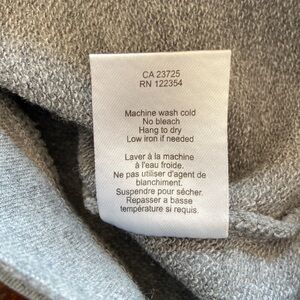 CA 23725
RN 122354
Machine wash cold
No bleach
Hang to dry
Low iron if needed
Laver à la machine
à l'eau froide.
Ne pas utiliser d'agent de
blanchiment.
Suspendre pour sécher.
Repasser a basse
température si requis.